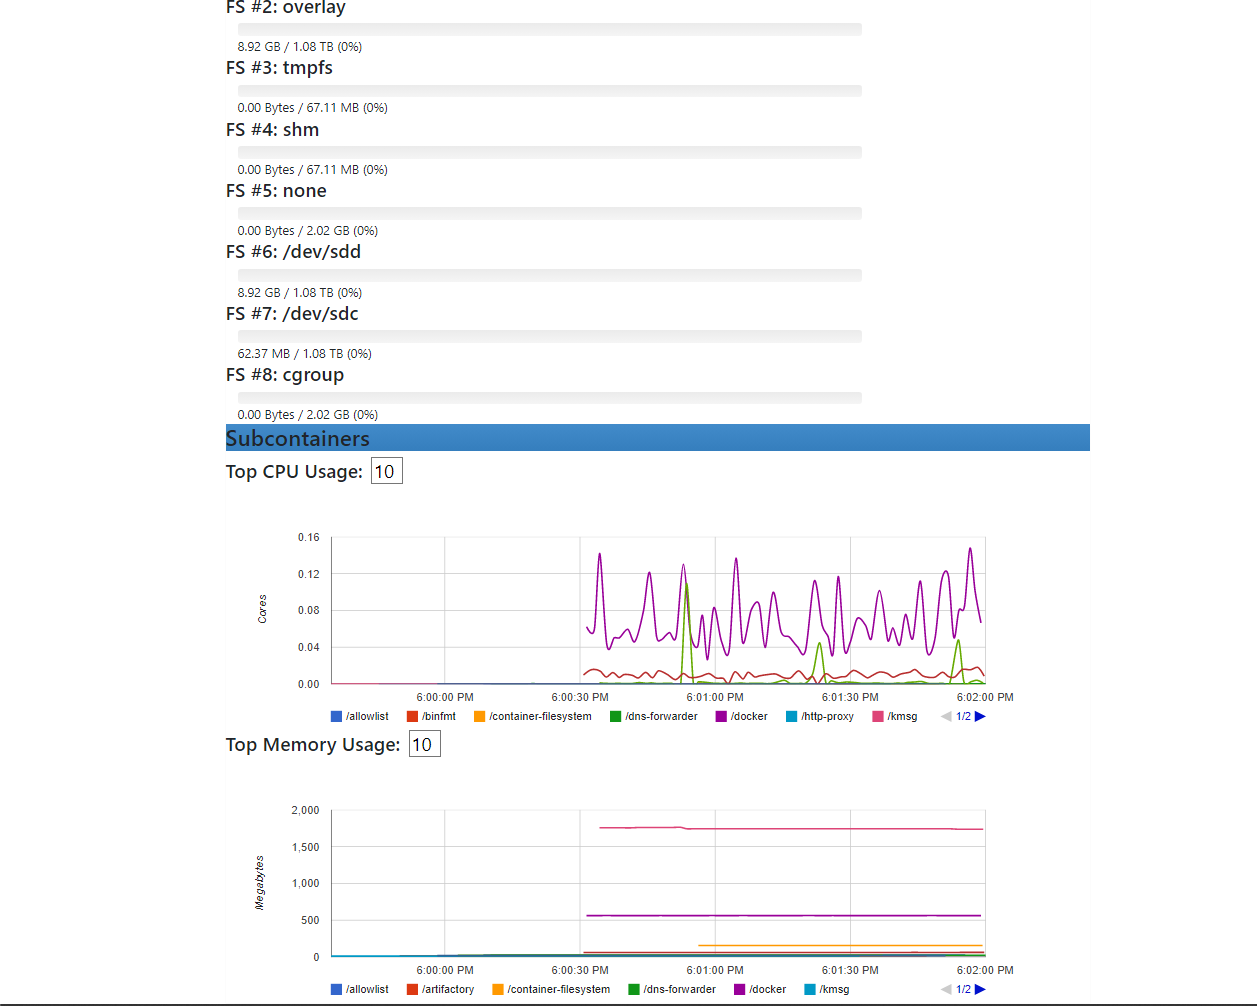 FS #2: overlay
8.92 GB / 1.08 TB (0%)
FS #3: tmpfs
0.00 Bytes / 67.11 MB (0%)
FS #4: shm
0.00 Bytes / 67.11 MB (0%)
FS #5: none
0.00 Bytes / 2.02 GB (0%)
FS #6: /dev/sdd
8.92 GB / 1.08 TB (0%)
FS #7: /dev/sdc
62.37 MB / 1.08 TB (0%)
FS #8: cgroup
0.00 Bytes / 2.02 GB (0%)
Subcontainers
Top CPU Usage: 10
0.16
0.12
0.08
0.04
0.00
Cores
6:00:00 PM 6:00:30 PM 6:01:00 PM 6:01:30 PM 6:02:00 PM
/allowlist /binfmt /container-filesystem /dns-forwarder /docker /http-proxy /kmsg 1/2
Top Memory Usage: 10
2,000
1,500
1,000
500
0
Megabytes
6:00:00 PM 6:00:30 PM 6:01:00 PM 6:01:30 PM 6:02:00 PM
/allowlist /artifactory /container-filesystem /dns-forwarder /docker /kmsg 1/2